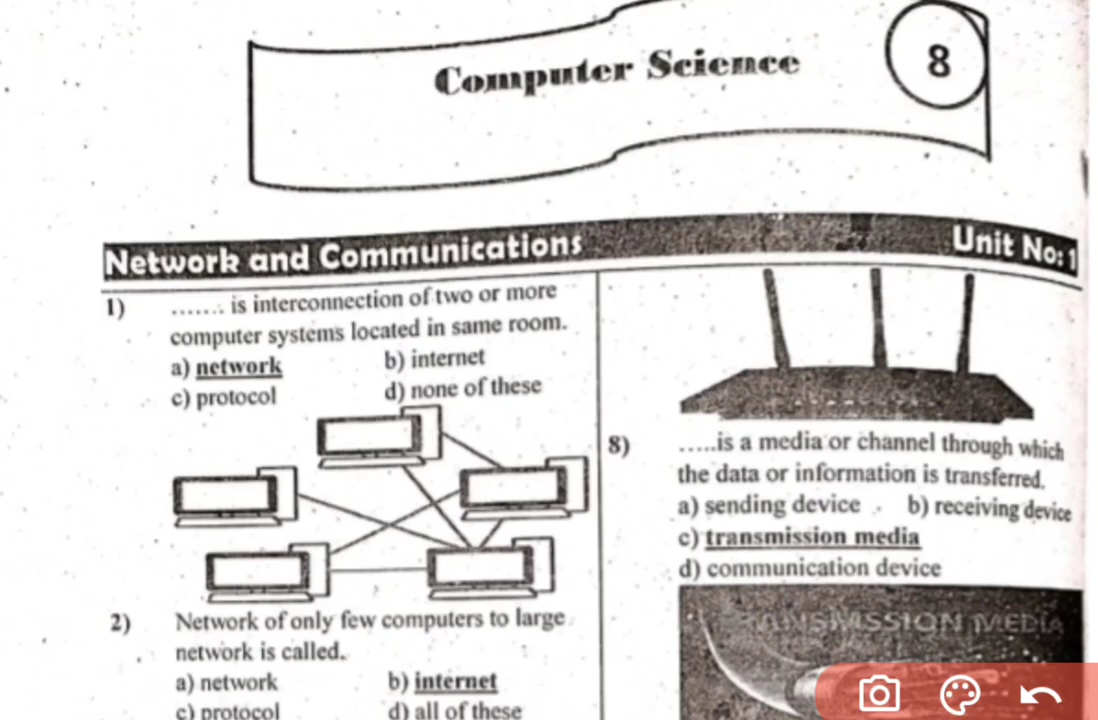 Computer Science
8
Network and Communications
Unit No: 1
1) ....... is interconnection of two or more
computer systems located in same room.
a) network b) internet
c) protocol d) none of these
2) Network of only few computers to large
network is called.
a) network b) internet
c) protocol d) all of these
8) .....is a media or channel through which
the data or information is transferred.
a) sending device b) receiving device
c) transmission media
d) communication device
TRANSMISSION MEDIA